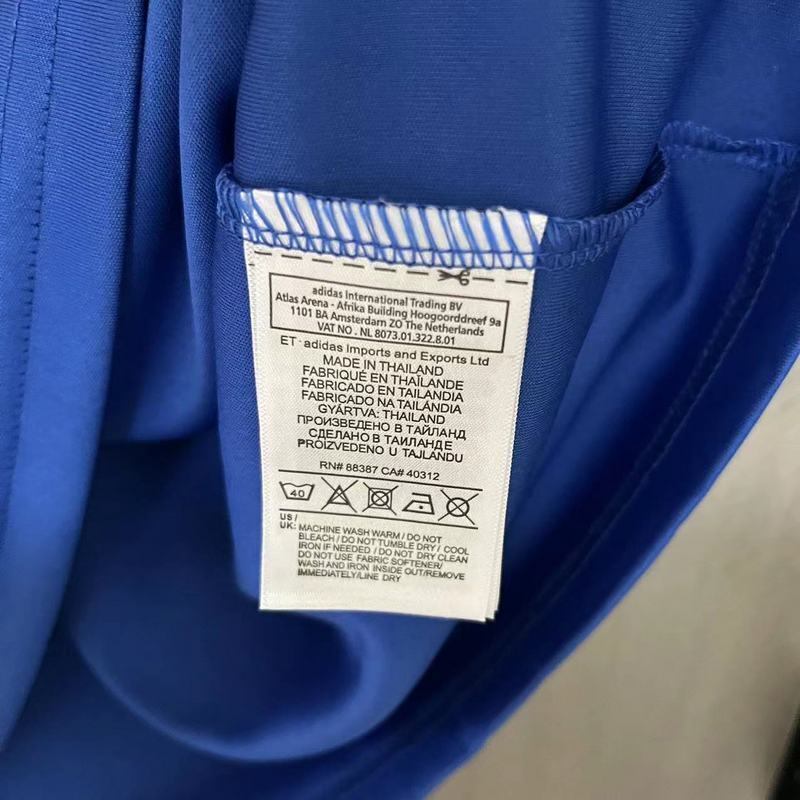 adidas International Trading BV
Atlas Arena - Afrika Building Hoogoorddreef 9a
1101 BA Amsterdam ZO The Netherlands
VAT NO . NL 8073.01.322.8.01
ET · adidas Imports and Exports Ltd
MADE IN THAILAND
FABRIQUÉ EN THAÏLANDE
FABRICADO EN TAILANDIA
FABRICADO NA TAILÂNDIA
GYÁRTVA: THAILAND
ПРОИЗВЕДЕНО В ТАЙЛАНД
СДЕЛАНО В ТАИЛАНДЕ
PROIZVEDENO U TAJLANDU
RN# 88387 CA# 40312
40
US /
UK: MACHINE WASH WARM / DO NOT
BLEACH / DO NOT TUMBLE DRY / COOL
IRON IF NEEDED / DO NOT DRY CLEAN
DO NOT USE FABRIC SOFTENER/
WASH AND IRON INSIDE OUT/REMOVE
IMMEDIATELY/LINE DRY